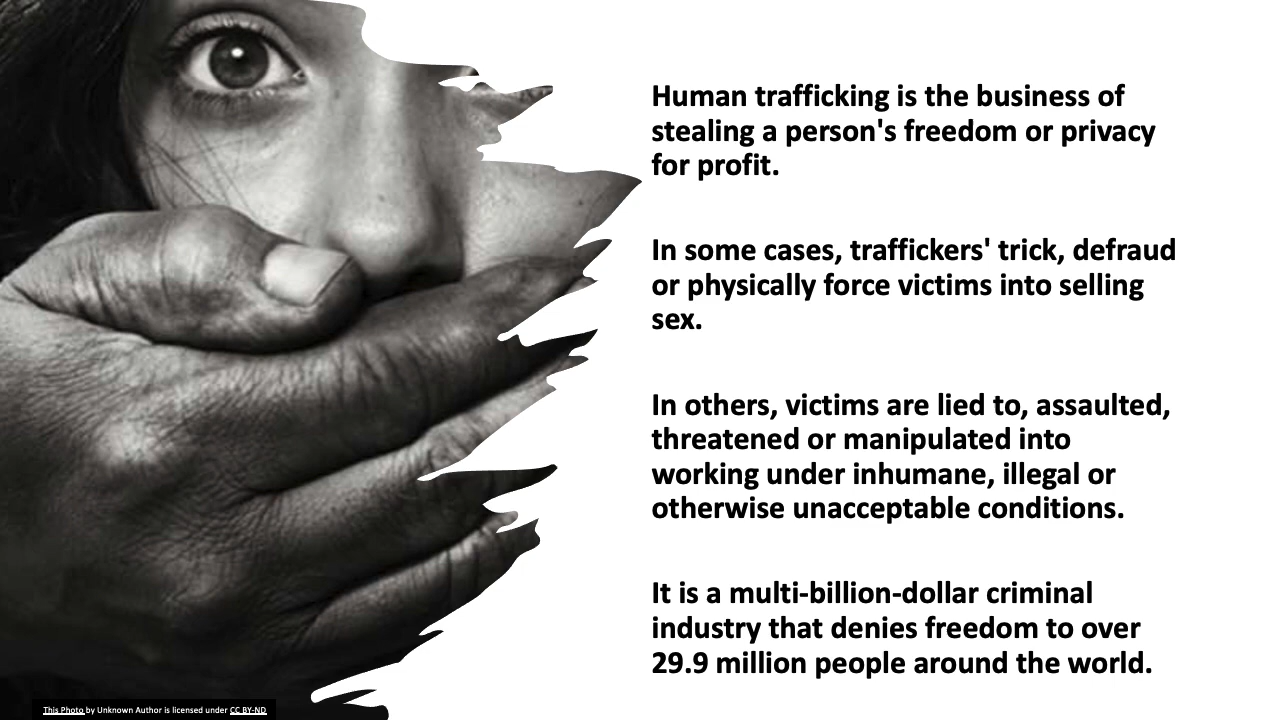 Human trafficking is the business of
stealing a person's freedom or privacy
for profit.
In some cases, traffickers' trick, defraud
or physically force victims into selling
sex.
In others, victims are lied to, assaulted,
threatened or manipulated into
working under inhumane, illegal or
otherwise unacceptable conditions.
It is a multi-billion-dollar criminal
industry that denies freedom to over
29.9 million people around the world.
This Photo by Unknown Author is licensed under CC BY-ND